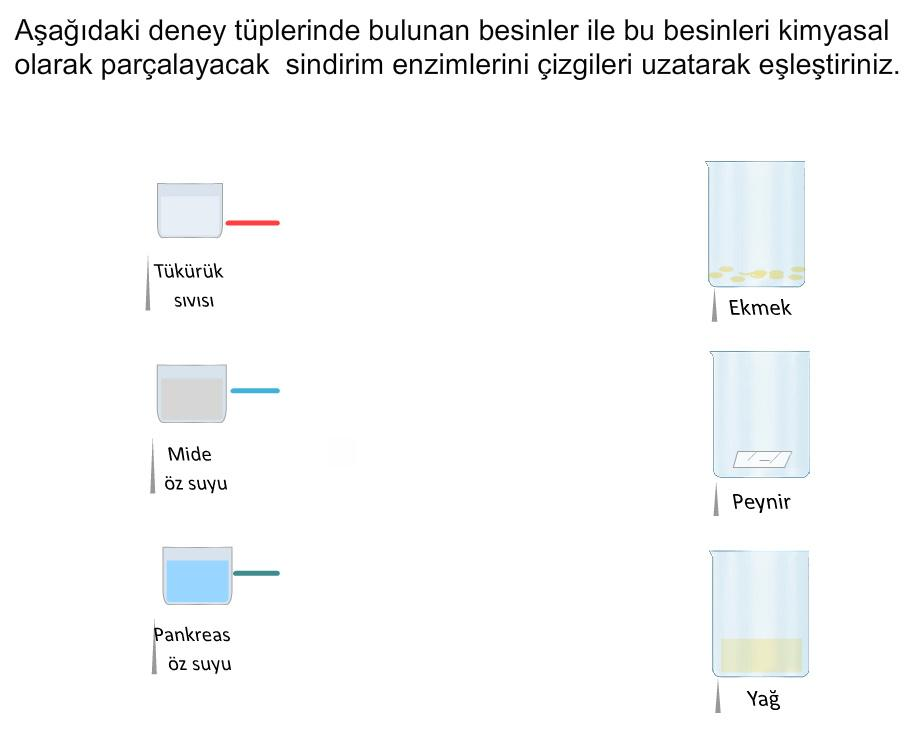 Aşağıdaki deney tüplerinde bulunan besinler ile bu besinleri kimyasal
olarak parçalayacak sindirim enzimlerini çizgileri uzatarak eşleştiriniz.
Tükürük
sıvısı
Ekmek
Mide
öz suyu
Peynir
Pankreas
öz suyu
Yağ